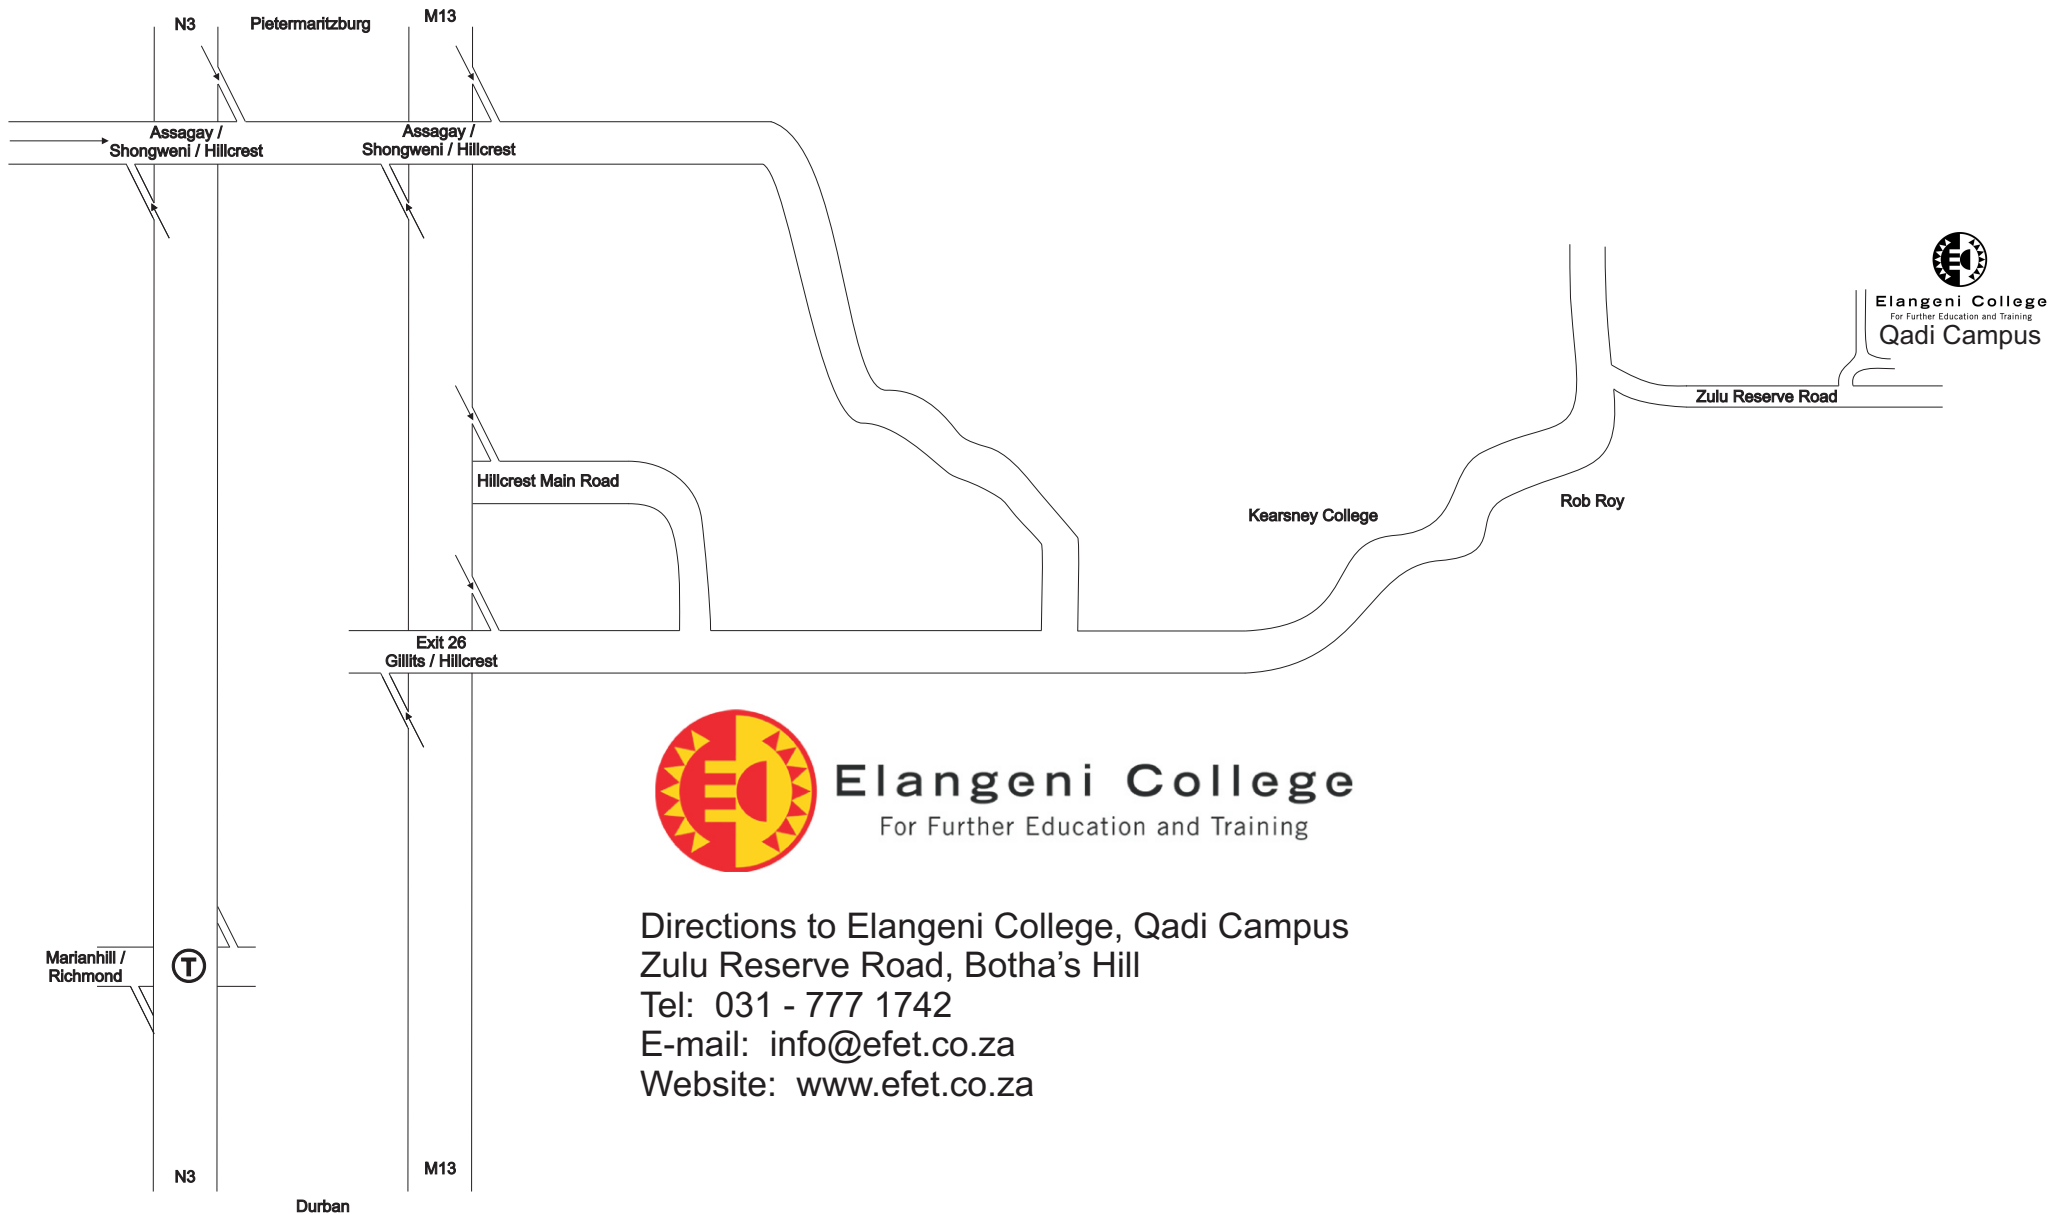 N3
Pietermaritzburg
M13
Assagay /
Shongweni / Hillcrest
Assagay /
Shongweni / Hillcrest
Elangeni College
For Further Education and Training
Qadi Campus
Zulu Reserve Road
Hillcrest Main Road
Rob Roy
Kearsney College
Exit 26
Gillits / Hillcrest
Elangeni College
For Further Education and Training
Directions to Elangeni College, Qadi Campus
Zulu Reserve Road, Botha’s Hill
Tel:  031 - 777 1742
E-mail:  info@efet.co.za
Website:  www.efet.co.za
Marianhill /
Richmond
T
N3
M13
Durban